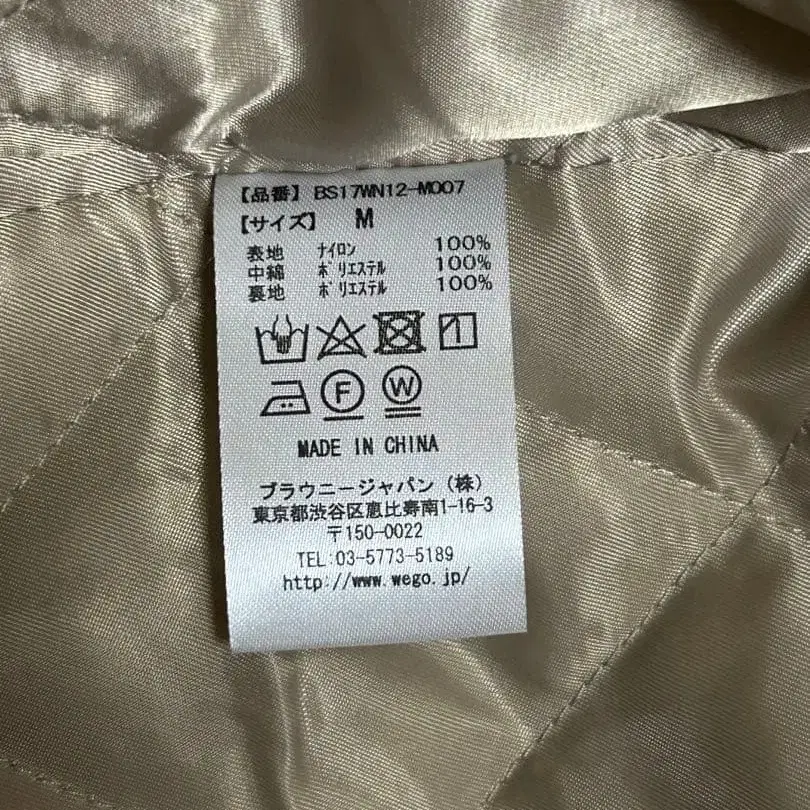 【品番】 BS17WN12-M007
【サイズ】 M
表地 ﾅｲﾛﾝ 100%
中綿 ﾎﾟﾘｴｽﾃﾙ 100%
裏地 ﾎﾟﾘｴｽﾃﾙ 100%
F W
MADE IN CHINA
ブラウニージャパン (株)
東京都渋谷区恵比寿南1-16-3
〒150-0022
TEL:03-5773-5189
http://www.wego.jp/